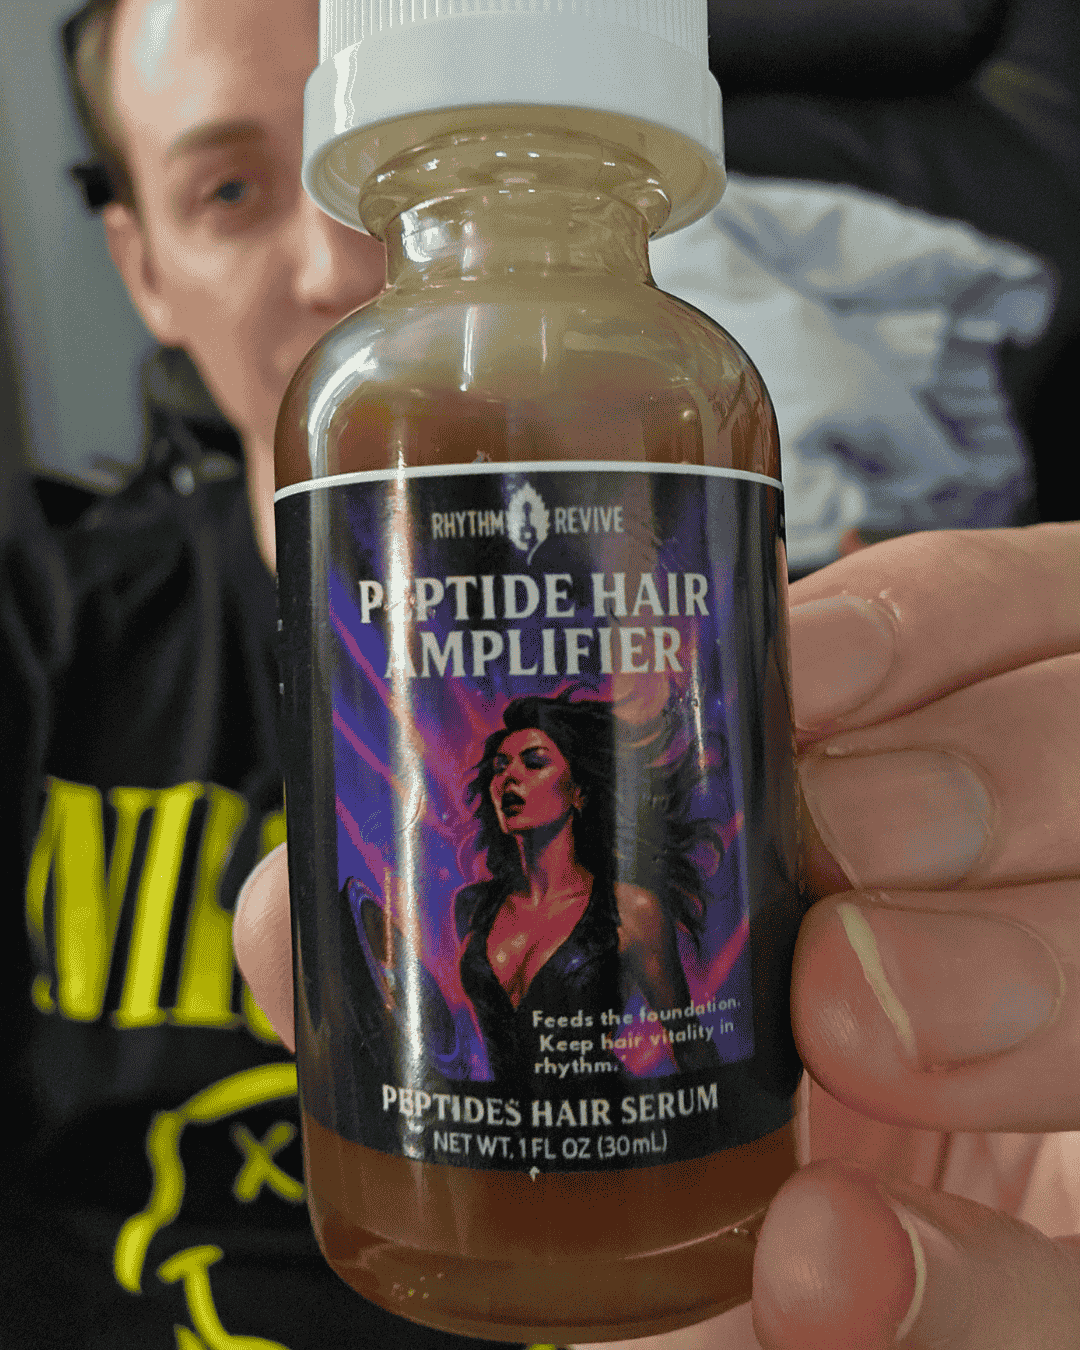 RHYTHM REVIVE
PEPTIDE HAIR
AMPLIFIER
Feeds the foundation.
Keep hair vitality in
rhythm.
PEPTIDES HAIR SERUM
NET WT. 1 FL OZ (30mL)